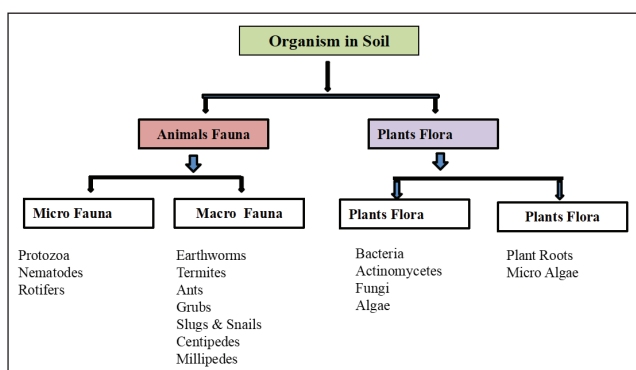 Organism in Soil
Animals Fauna
Plants Flora
Micro Fauna
Macro Fauna
Plants Flora
Plants Flora
Protozoa
Nematodes
Rotifers
Earthworms
Termites
Ants
Grubs
Slugs & Snails
Centipedes
Millipedes
Bacteria
Actinomycetes
Fungi
Algae
Plant Roots
Micro Algae